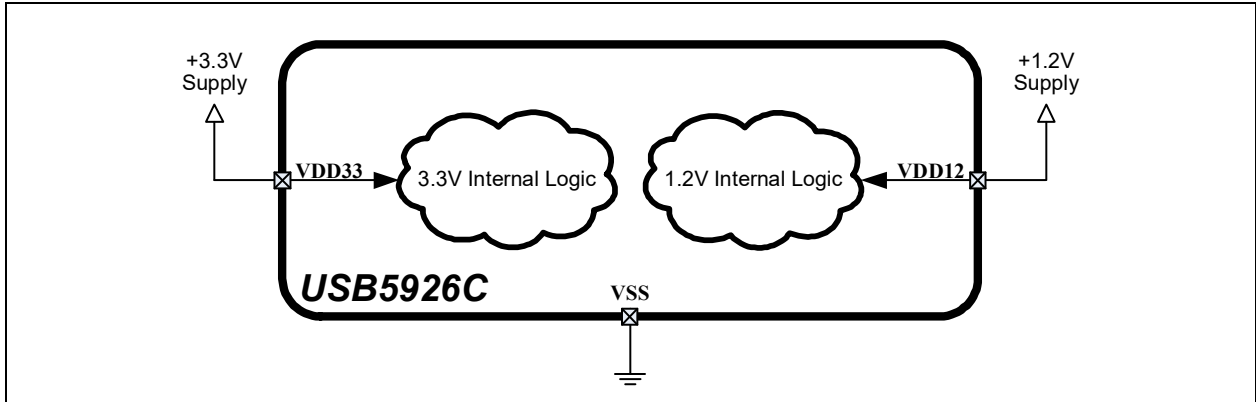 +3.3V
Supply
+1.2V
Supply
VDD33
3.3V Internal Logic
1.2V Internal Logic
VDD12
USB5926C
VSS